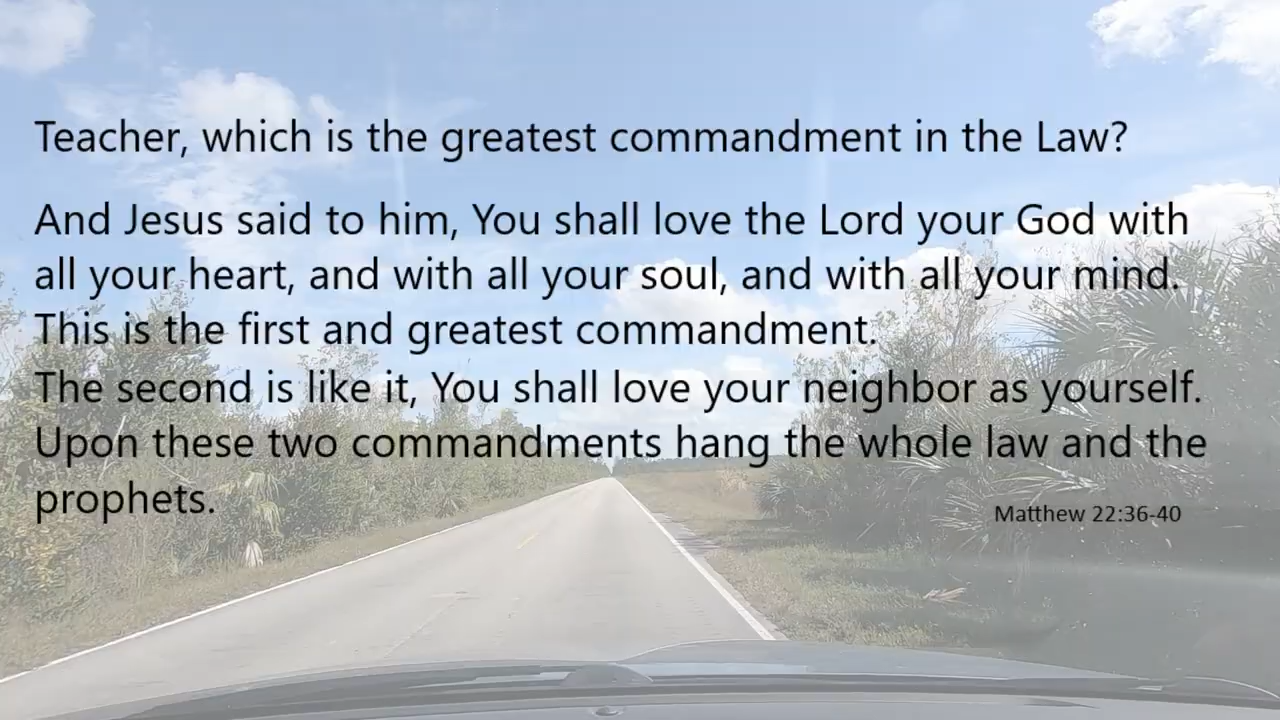 Teacher, which is the greatest commandment in the Law?
And Jesus said to him, You shall love the Lord your God with
all your heart, and with all your soul, and with all your mind.
This is the first and greatest commandment.
The second is like it, You shall love your neighbor as yourself.
Upon these two commandments hang the whole law and the
prophets.
Matthew 22:36-40